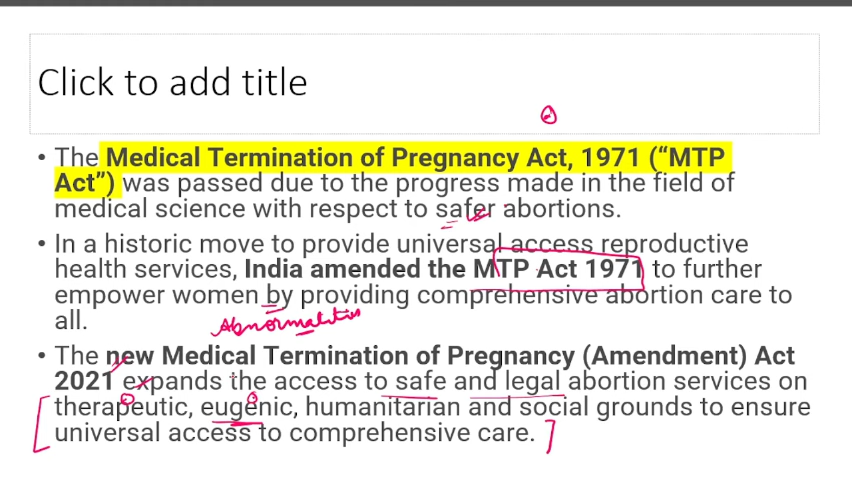 Click to add title
• The Medical Termination of Pregnancy Act, 1971 (“MTP
Act”) was passed due to the progress made in the field of
medical science with respect to safer abortions.
• In a historic move to provide universal access reproductive
health services, India amended the MTP Act 1971 to further
empower women by providing comprehensive abortion care to
all.
Abnormalities
• The new Medical Termination of Pregnancy (Amendment) Act
2021 expands the access to safe and legal abortion services on
therapeutic, eugenic, humanitarian and social grounds to ensure
universal access to comprehensive care.